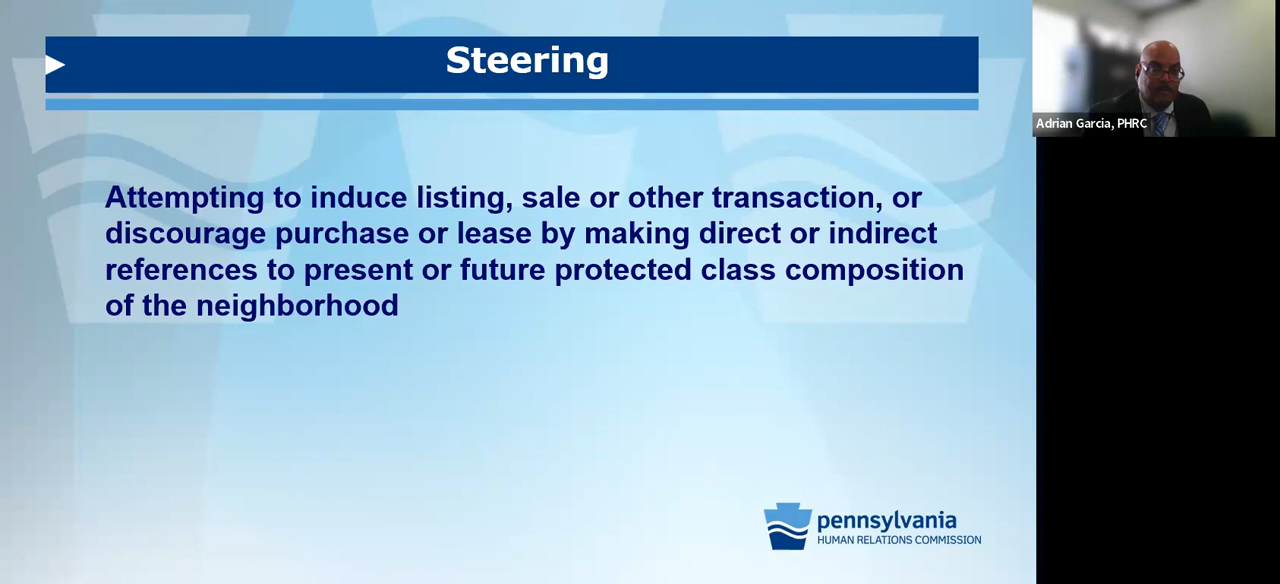 Steering
Attempting to induce listing, sale or other transaction, or
discourage purchase or lease by making direct or indirect
references to present or future protected class composition
of the neighborhood
Adrian Garcia, PHRC
pennsylvania
HUMAN RELATIONS COMMISSION